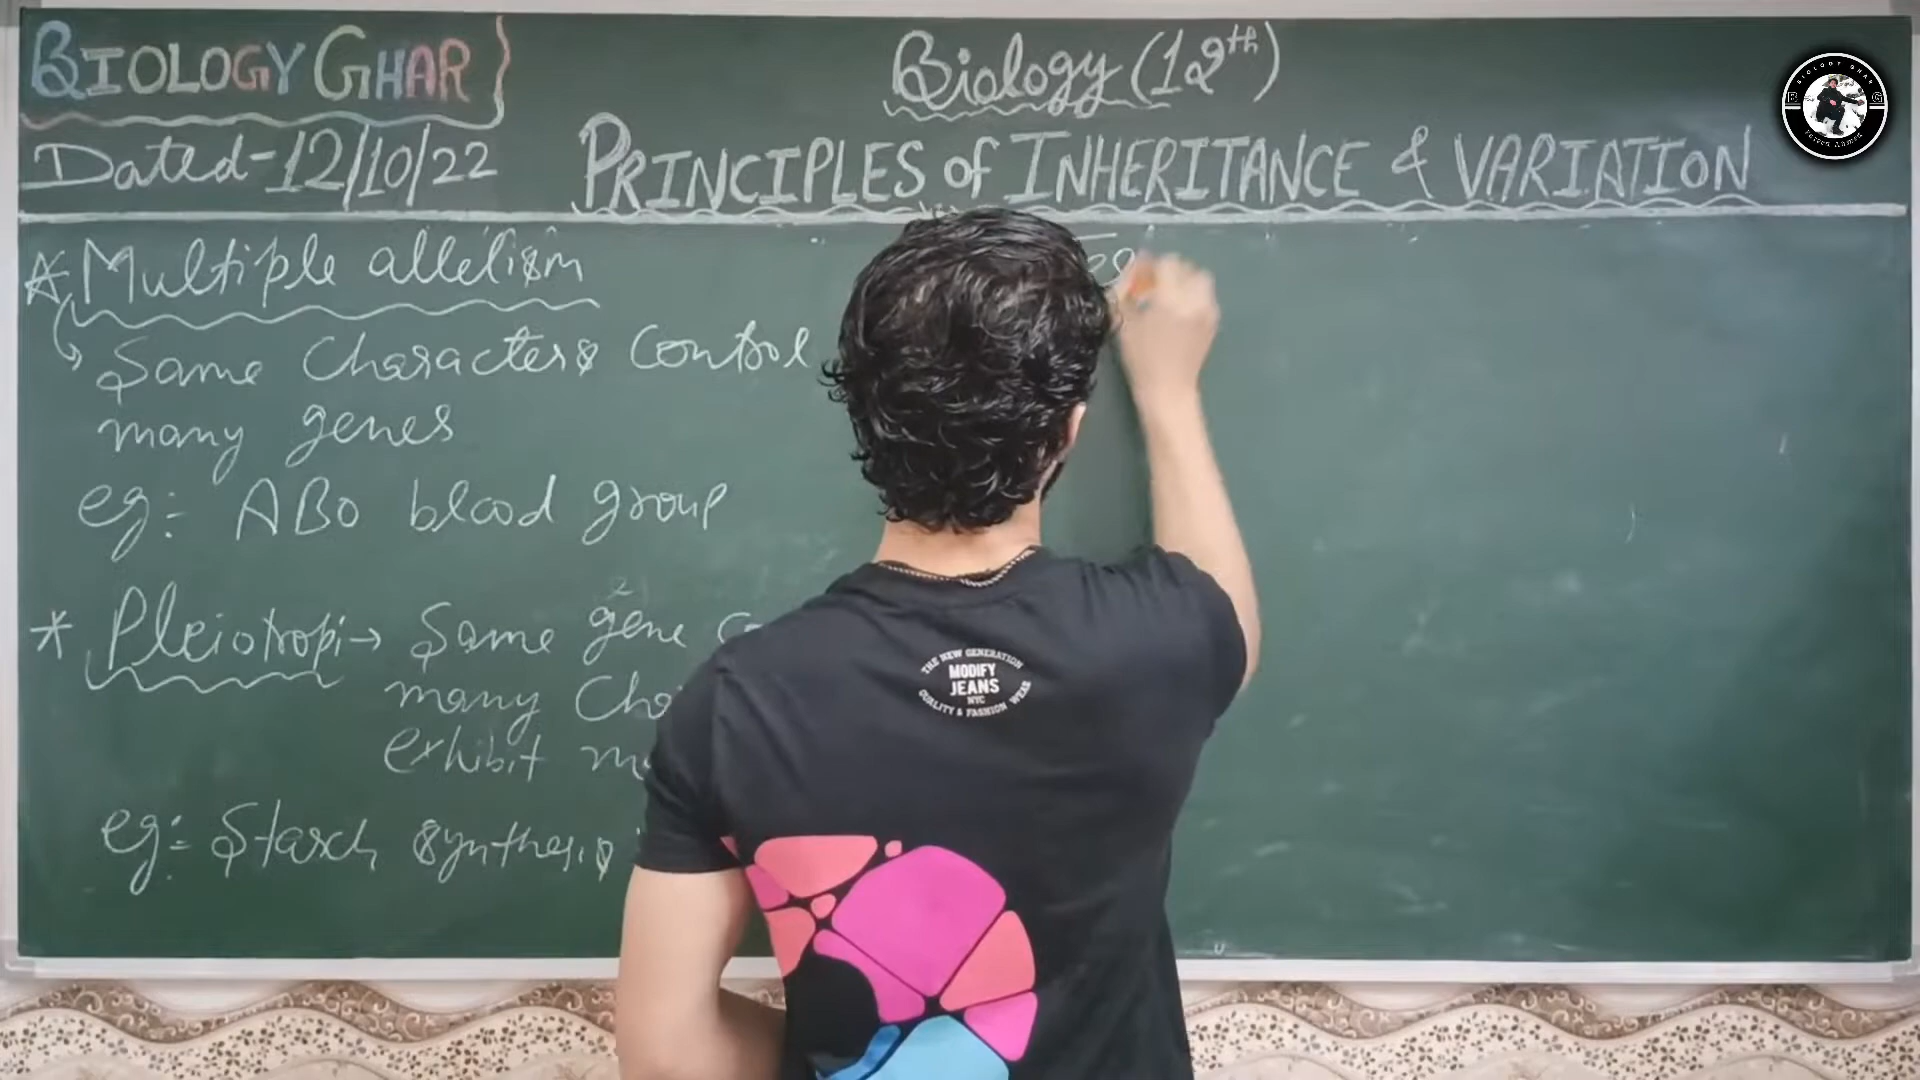 BIOLOGY GHAR
Biology (12th)
Dated-12/10/22
PRINCIPLES of INHERITANCE & VARIATION
* Multiple allelism
Same Characters Control
many genes
eg:- ABO blood group
* Pleiotropi → Same gene
many
exhibit
eg:- Starch synthesis
THE NEW GENERATION
MODIFY
JEANS
NYC
QUALITY & FASHION WEAR
BIOLOGY GHAR
B G